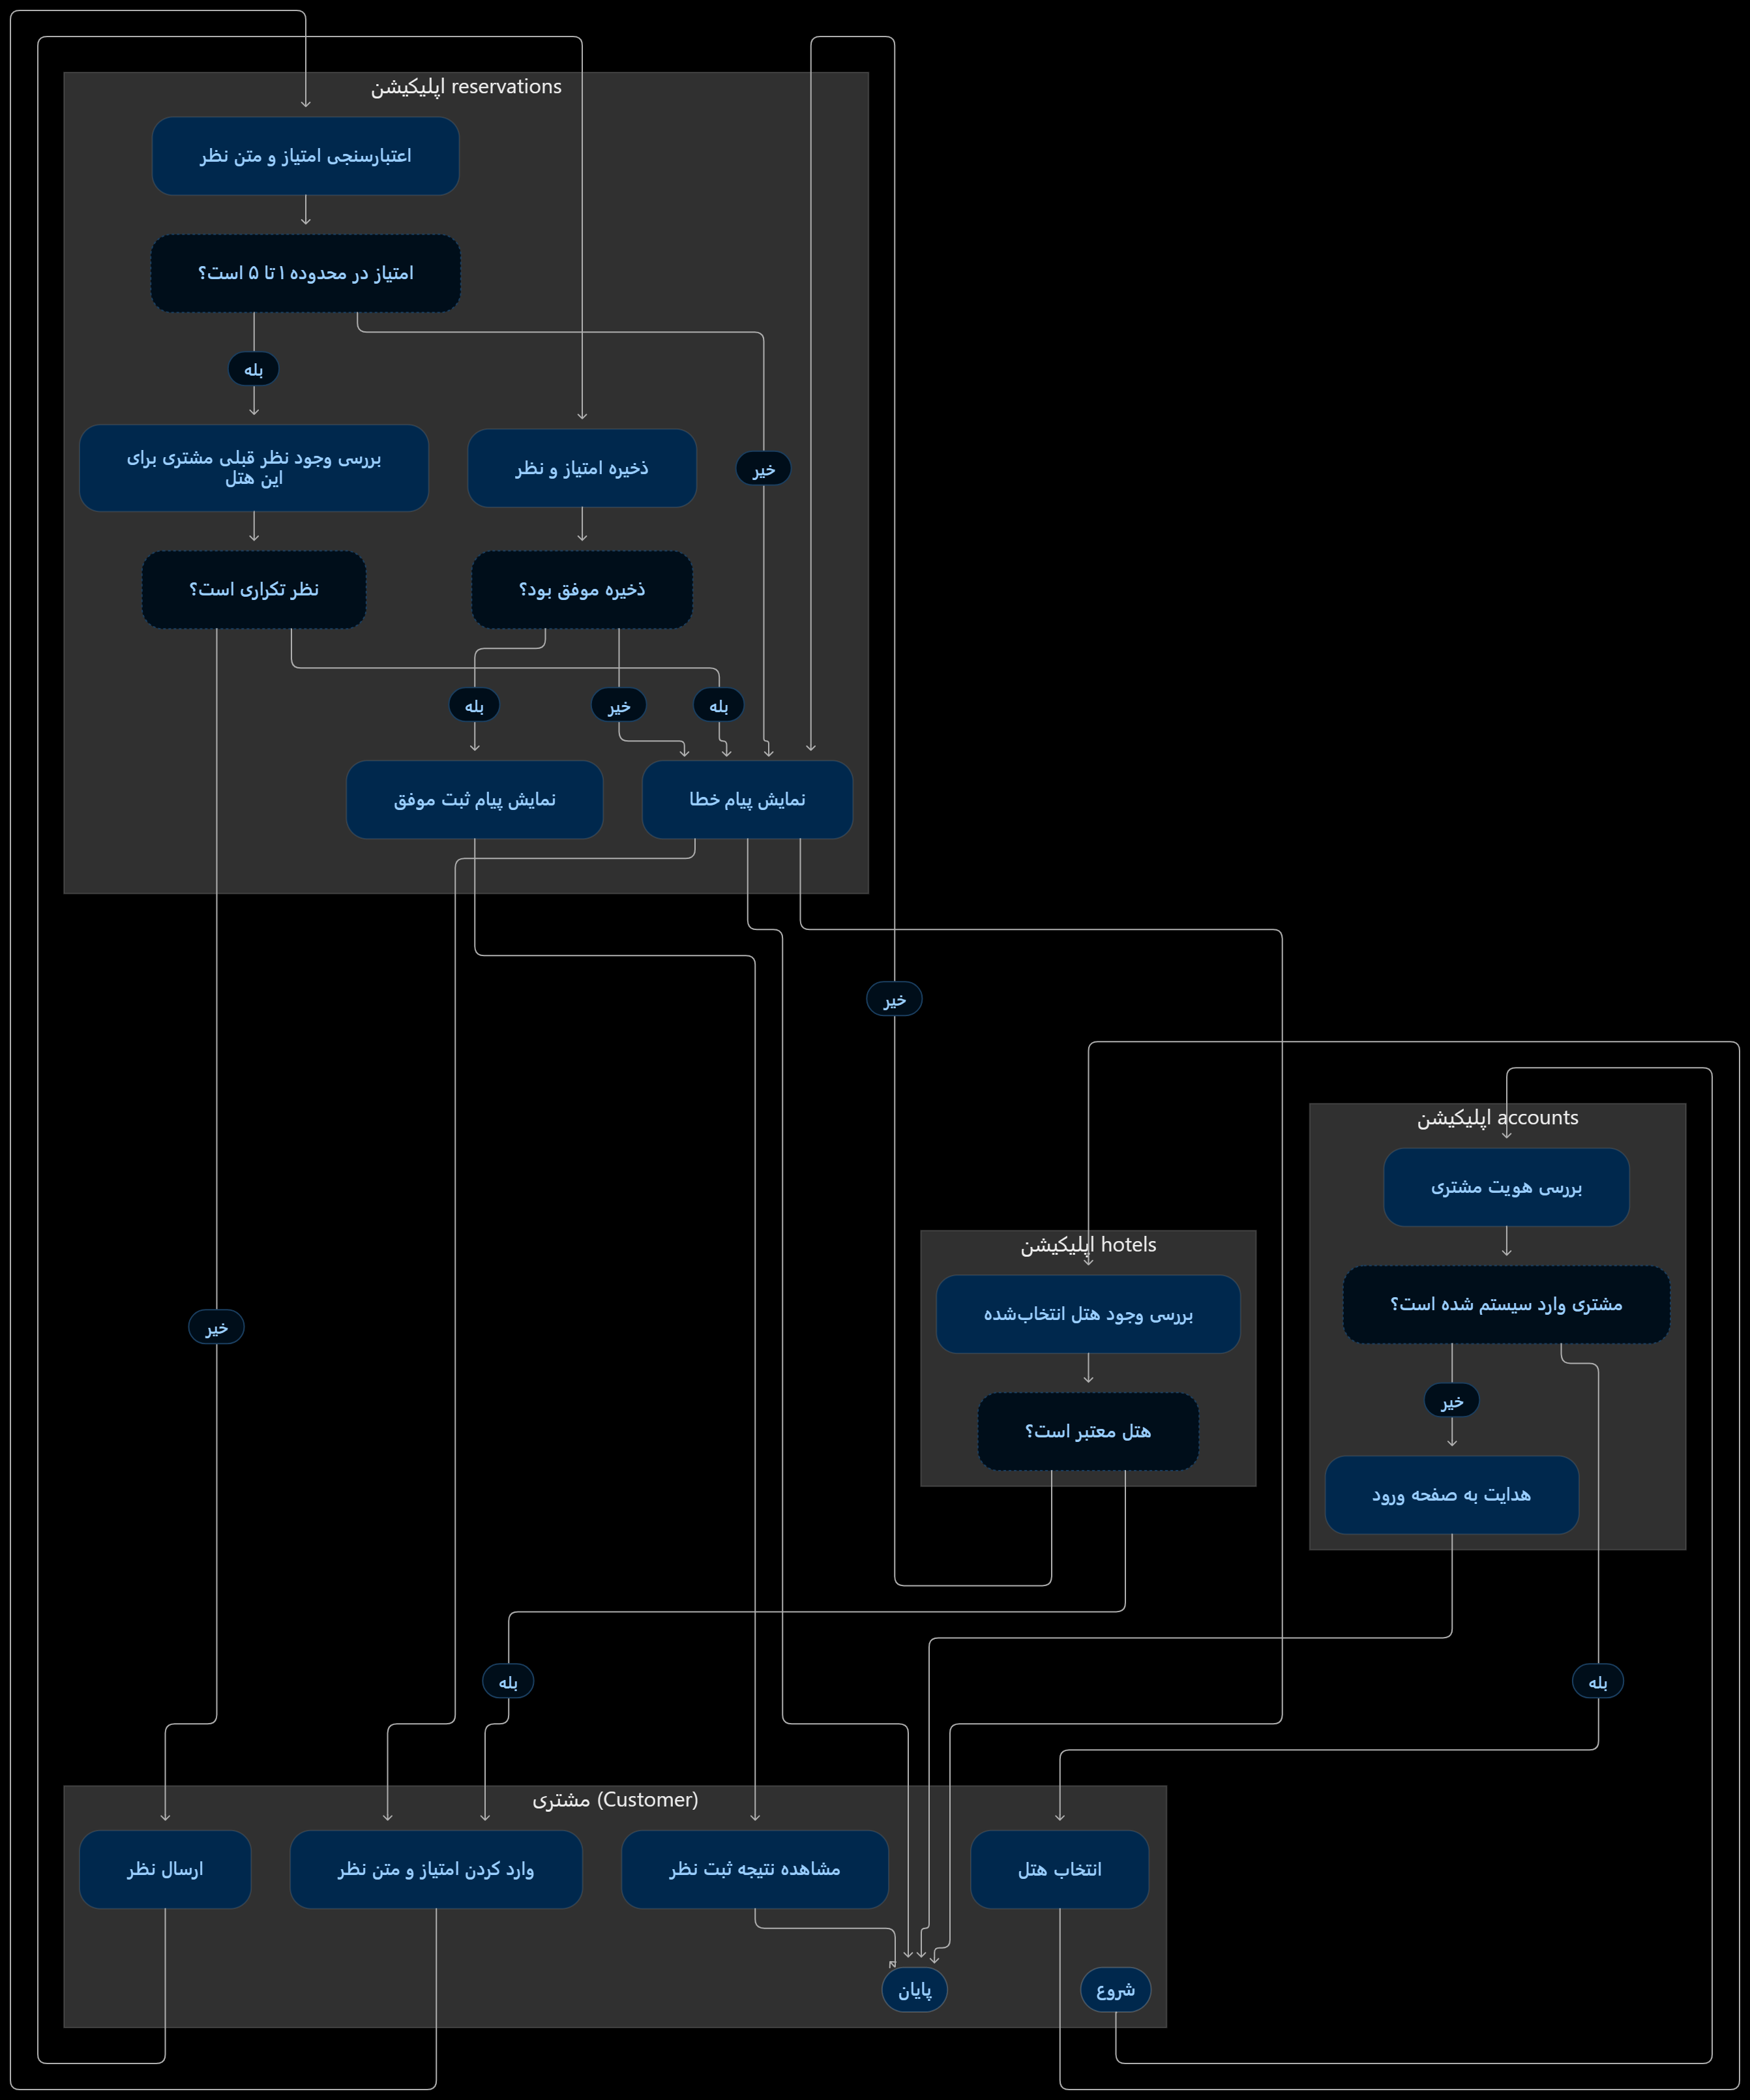 اپلیکیشن reservations
اعتبارسنجی امتیاز و متن نظر
امتیاز در محدوده ۱ تا ۵ است؟
بله
بررسی وجود نظر قبلی مشتری برای
این هتل
ذخیره امتیاز و نظر
خیر
نظر تکراری است؟
ذخیره موفق بود؟
بله
خیر
بله
نمایش پیام ثبت موفق
نمایش پیام خطا
خیر
اپلیکیشن accounts
بررسی هویت مشتری
اپلیکیشن hotels
بررسی وجود هتل انتخاب‌شده
مشتری وارد سیستم شده است؟
خیر
خیر
هتل معتبر است؟
هدایت به صفحه ورود
بله
بله
مشتری (Customer)
ارسال نظر
وارد کردن امتیاز و متن نظر
مشاهده نتیجه ثبت نظر
انتخاب هتل
پایان
شروع